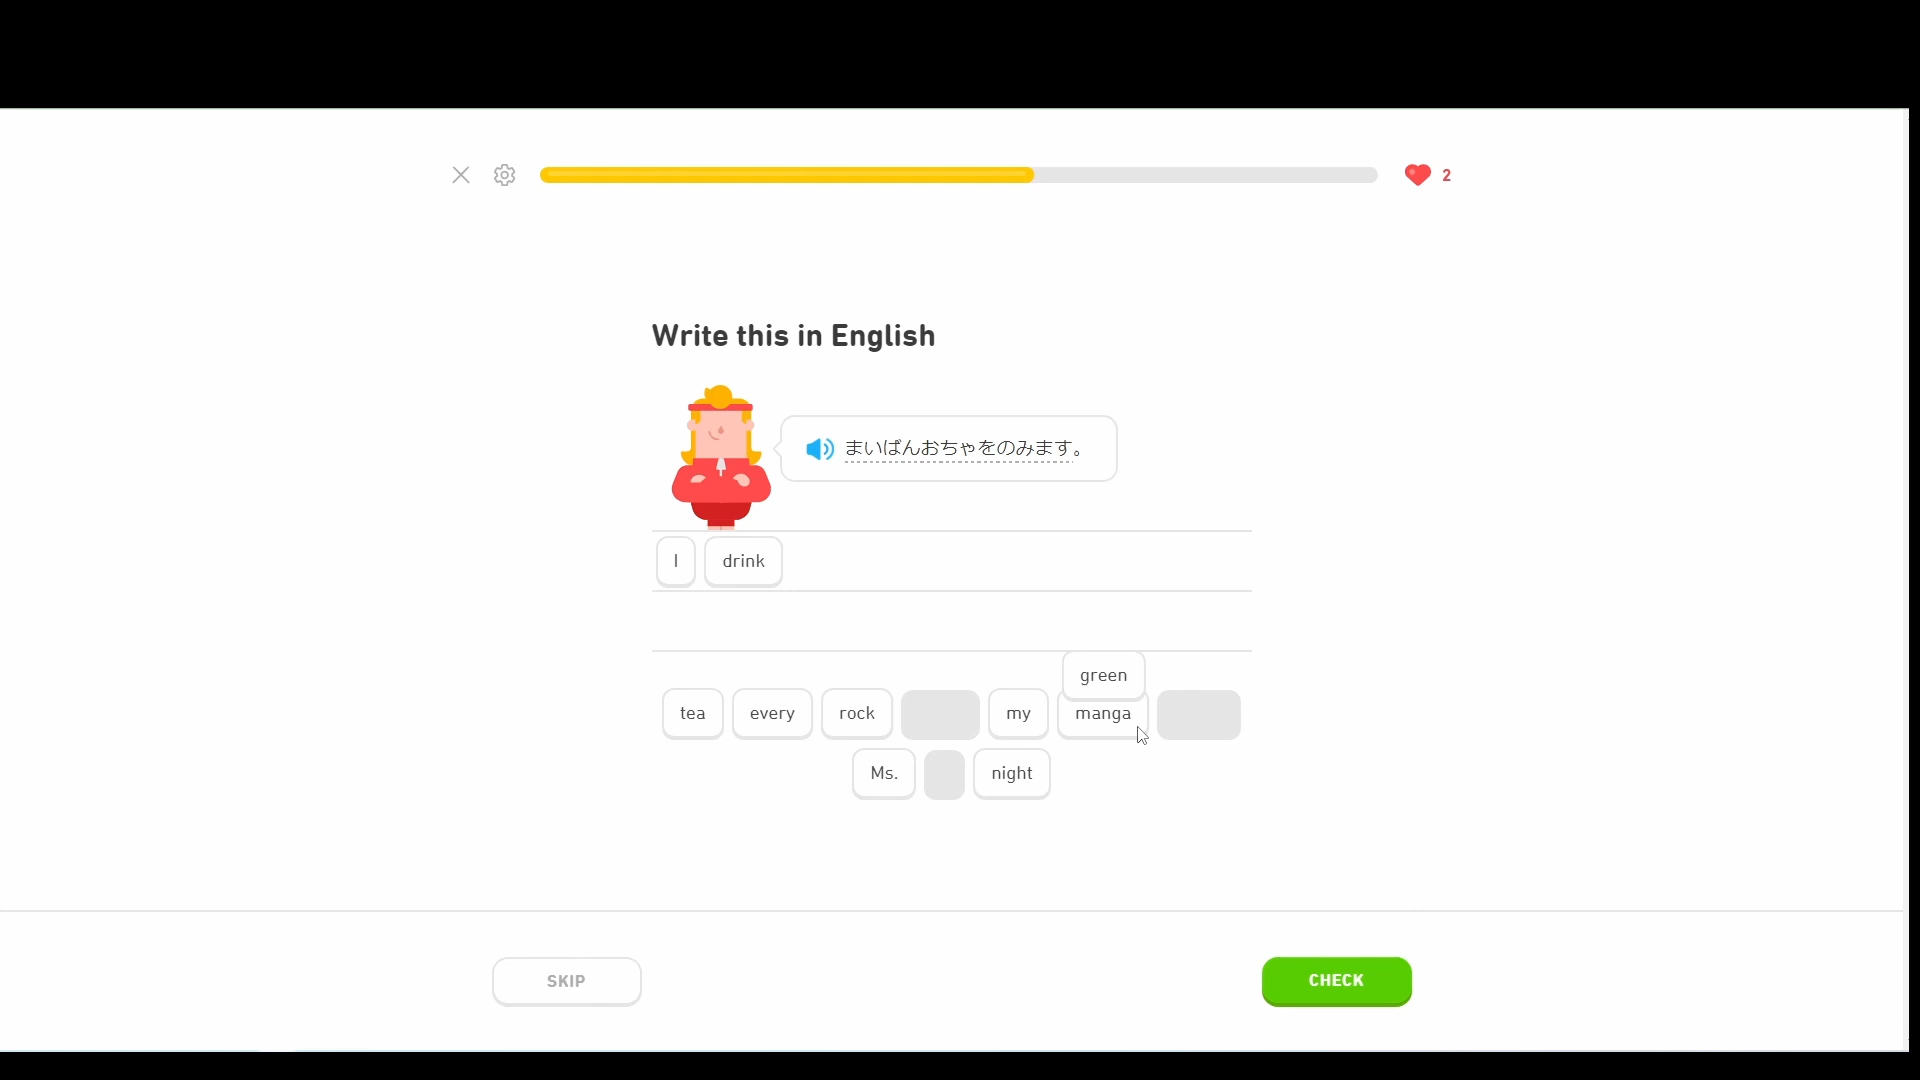 2
Write this in English
まいばんおちゃをのみます。
I drink
green
tea every rock my manga
Ms. night
SKIP CHECK